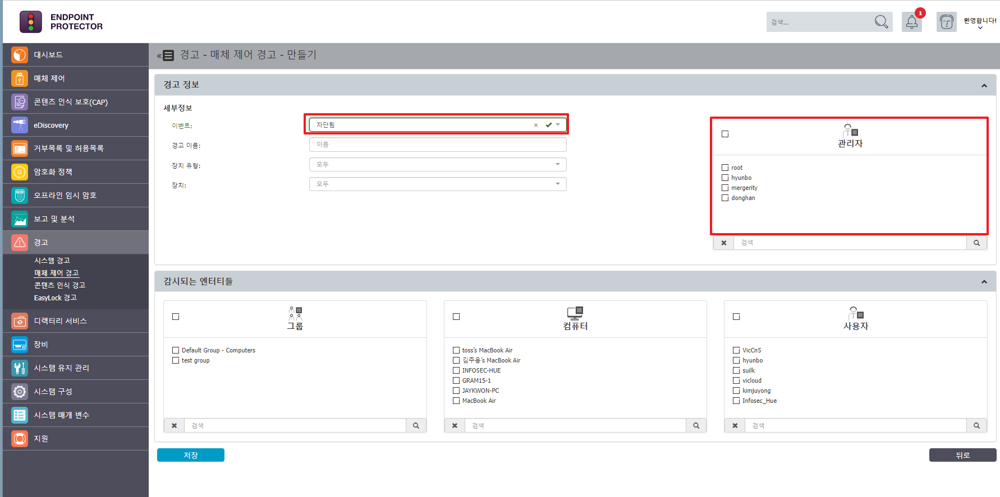 ENDPOINT
PROTECTOR
검색...
1
환영합니다!
대시보드
매체 제어
콘텐츠 인식 보호(CAP)
eDiscovery
거부목록 및 허용목록
암호화 정책
오프라인 임시 암호
보고 및 분석
경고
시스템 경고
매체 제어 경고
콘텐츠 인식 경고
EasyLock 경고
디렉터리 서비스
장비
시스템 유지 관리
시스템 구성
시스템 매개 변수
지원
경고 - 매체 제어 경고 - 만들기
경고 정보
세부정보
이벤트:
차단됨
경고 이름:
이름
장치 유형:
모두
장치:
모두
관리자
root
hyunbo
mergerity
donghan
검색
감시되는 엔터티들
그룹
Default Group - Computers
test group
검색
컴퓨터
toss’s MacBook Air
김주용’s MacBook Air
INFOSEC-HUE
GRAM15-1
JAYKWON-PC
MacBook Air
검색
사용자
VicCnS
hyunbo
suilk
vicloud
kimjuyong
Infosec_Hue
검색
저장
뒤로